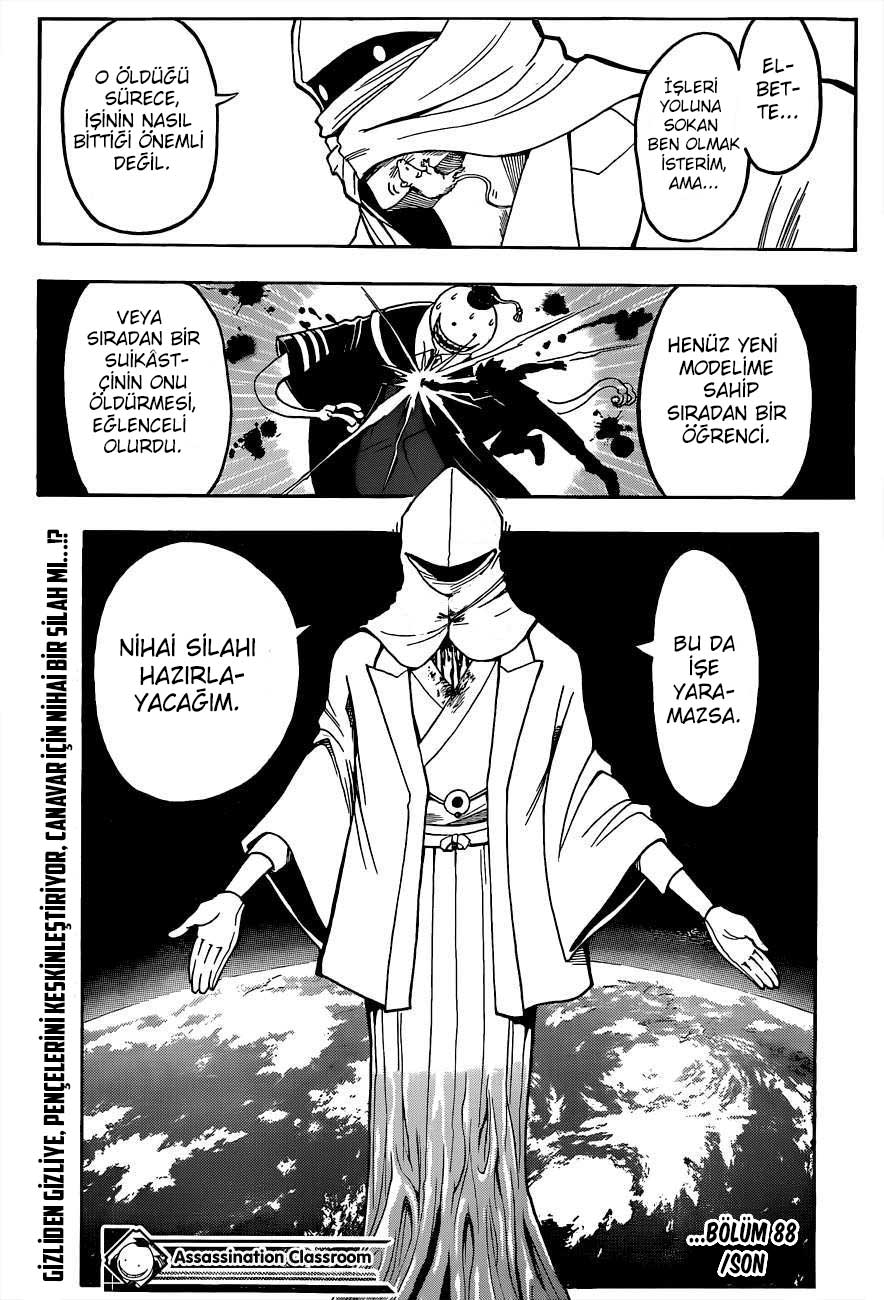 EL-
BET-
TE...
İŞLERİ
YOLUNA
SOKAN
BEN OLMAK
İSTERİM,
AMA...
O ÖLDÜĞÜ
SÜRECE,
İŞİNİN NASIL
BİTTİĞİ ÖNEMLİ
DEĞİL.
HENÜZ YENİ
MODELİME
SAHİP
SIRADAN BİR
ÖĞRENCİ.
VEYA
SIRADAN BİR
SUİKÂST-
ÇİNİN ONU
ÖLDÜRMESİ,
EĞLENCELİ
OLURDU.
BU DA
İŞE
YARA-
MAZSA.
NİHAİ SİLAHI
HAZIRLA-
YACAĞIM.
GİZLİDEN GİZLİYE, PENÇELERİNİ KESKİNLEŞTİRİYOR, CANAVAR İÇİN NİHAİ BİR SİLAH MI...!?
...BÖLÜM 88
/SON
Assassination Classroom